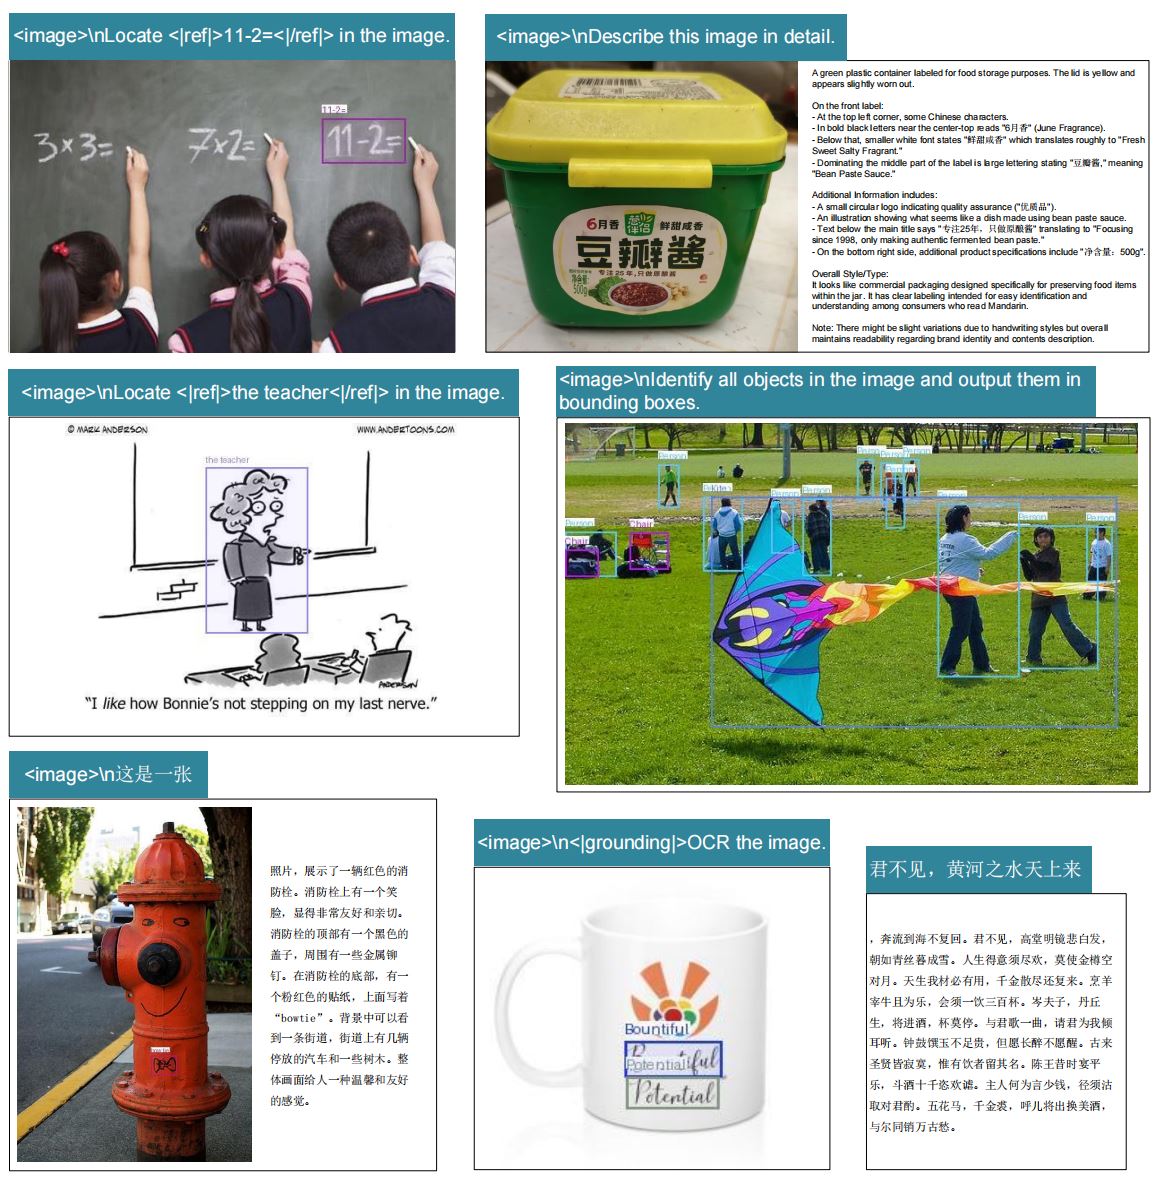 <image>\nLocate <|ref|>11-2=<|/ref|> in the image.
11-2=
3×3=
7×2=
11-2=
<image>\nDescribe this image in detail.
6月香
葱伴侣
鲜甜咸香
豆瓣酱
专注25年,只做原酿酱
净含量:
500g
A green plastic container labeled for food storage purposes. The lid is yellow and
appears slightly worn out.
On the front label:
- At the top left corner, some Chinese characters.
- In bold black letters near the center-top reads "6月香" (June Fragrance).
- Below that, smaller white font states "鲜甜咸香" which translates roughly to "Fresh
Sweet Salty Fragrant."
- Dominating the middle part of the label is large lettering stating "豆瓣酱," meaning
"Bean Paste Sauce."
Additional Information includes:
- A small circular logo indicating quality assurance ("优质品").
- An illustration showing what seems like a dish made using bean paste sauce.
- Text below the main title says "专注25年，只做原酿酱" translating to "Focusing
since 1998, only making authentic fermented bean paste."
- On the bottom right side, additional product specifications include "净含量：500g".
Overall Style/Type:
It looks like commercial packaging designed specifically for preserving food items
within the jar. It has clear labeling intended for easy identification and
understanding among consumers who read Mandarin.
Note: There might be slight variations due to handwriting styles but overall
maintains readability regarding brand identity and contents description.
<image>\nLocate <|ref|>the teacher<|/ref|> in the image.
© MARK ANDERSON
WWW.ANDERTOONS.COM
the teacher
ANDERSON
"I like how Bonnie's not stepping on my last nerve."
<image>\nIdentify all objects in the image and output them in
bounding boxes.
Person
Person
Person
Person
Person
Kite
Person
Person
Person
Person
Person
Person
Chair
Chair
<image>\n这是一张
bow tie
照片，展示了一辆红色的消
防栓。消防栓上有一个笑
脸，显得非常友好和亲切。
消防栓的顶部有一个黑色的
盖子，周围有一些金属铆
钉。在消防栓的底部，有一
个粉红色的贴纸，上面写着
“bowtie”。背景中可以看
到一条街道，街道上有几辆
停放的汽车和一些树木。整
体画面给人一种温馨和友好
的感觉。
<image>\n<|grounding|>OCR the image.
Bountiful
Potential
Potential
君不见，黄河之水天上来
，奔流到海不复回。君不见，高堂明镜悲白发，
朝如青丝暮成雪。人生得意须尽欢，莫使金樽空
对月。天生我材必有用，千金散尽还复来。烹羊
宰牛且为乐，会须一饮三百杯。岑夫子，丹丘
生，将进酒，杯莫停。与君歌一曲，请君为我倾
耳听。钟鼓馔玉不足贵，但愿长醉不愿醒。古来
圣贤皆寂寞，惟有饮者留其名。陈王昔时宴平
乐，斗酒十千恣欢谑。主人何为言少钱，径须沽
取对君酌。五花马，千金裘，呼儿将出换美酒，
与尔同销万古愁。